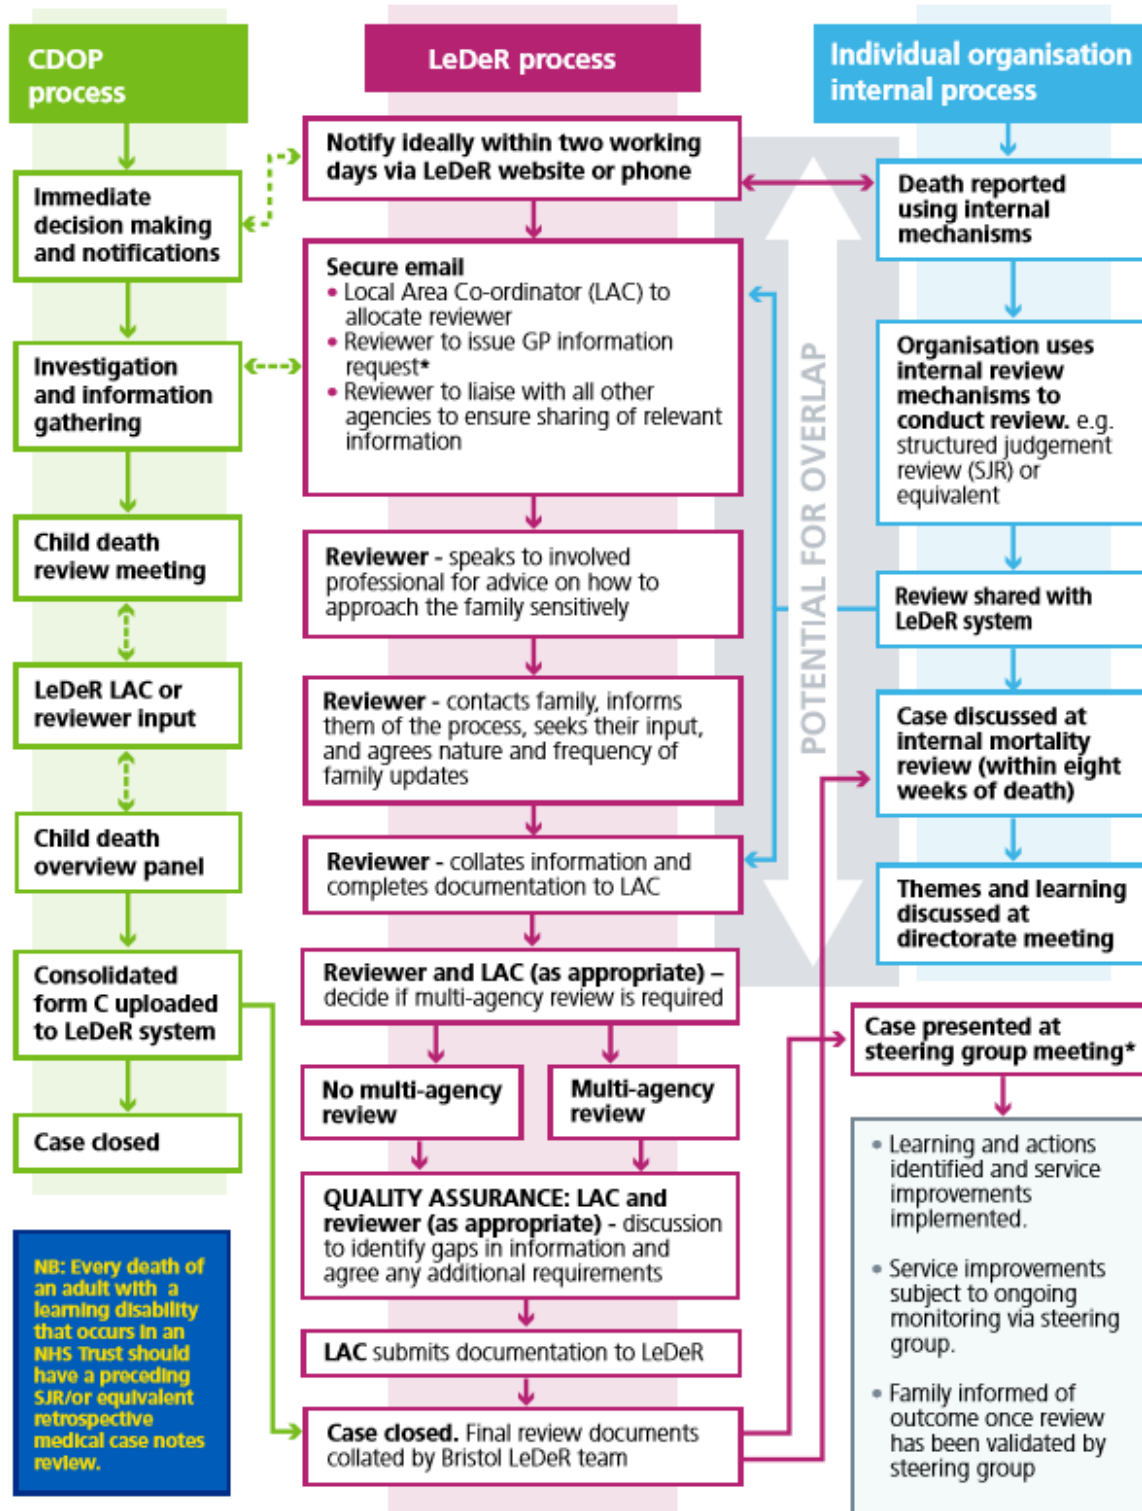 CDOP
process
Immediate
decision making
and notifications
Investigation
and information
gathering
Child death
review meeting
LeDeR LAC or
reviewer input
Child death
overview panel
Consolidated
form C uploaded
to LeDeR system
Case closed
NB: Every death of
an adult with a
learning disability
that occurs in an
NHS Trust should
have a preceding
SJR/or equivalent
retrospective
medical case notes
review.
LeDeR process
Notify ideally within two working
days via LeDeR website or phone
Secure email
• Local Area Co-ordinator (LAC) to
allocate reviewer
• Reviewer to issue GP information
request*
• Reviewer to liaise with all other
agencies to ensure sharing of relevant
information
Reviewer - speaks to involved
professional for advice on how to
approach the family sensitively
Reviewer - contacts family, informs
them of the process, seeks their input,
and agrees nature and frequency of
family updates
Reviewer - collates information and
completes documentation to LAC
Reviewer and LAC (as appropriate) –
decide if multi-agency review is required
No multi-agency
review
Multi-agency
review
QUALITY ASSURANCE: LAC and
reviewer (as appropriate) - discussion
to identify gaps in information and
agree any additional requirements
LAC submits documentation to LeDeR
Case closed. Final review documents
collated by Bristol LeDeR team
POTENTIAL FOR OVERLAP
Individual organisation
internal process
Death reported
using internal
mechanisms
Organisation uses
internal review
mechanisms to
conduct review. e.g.
structured judgement
review (SJR) or
equivalent
Review shared with
LeDeR system
Case discussed at
internal mortality
review (within eight
weeks of death)
Themes and learning
discussed at
directorate meeting
Case presented at
steering group meeting*
• Learning and actions
identified and service
improvements
implemented.
• Service improvements
subject to ongoing
monitoring via steering
group.
• Family informed of
outcome once review
has been validated by
steering group